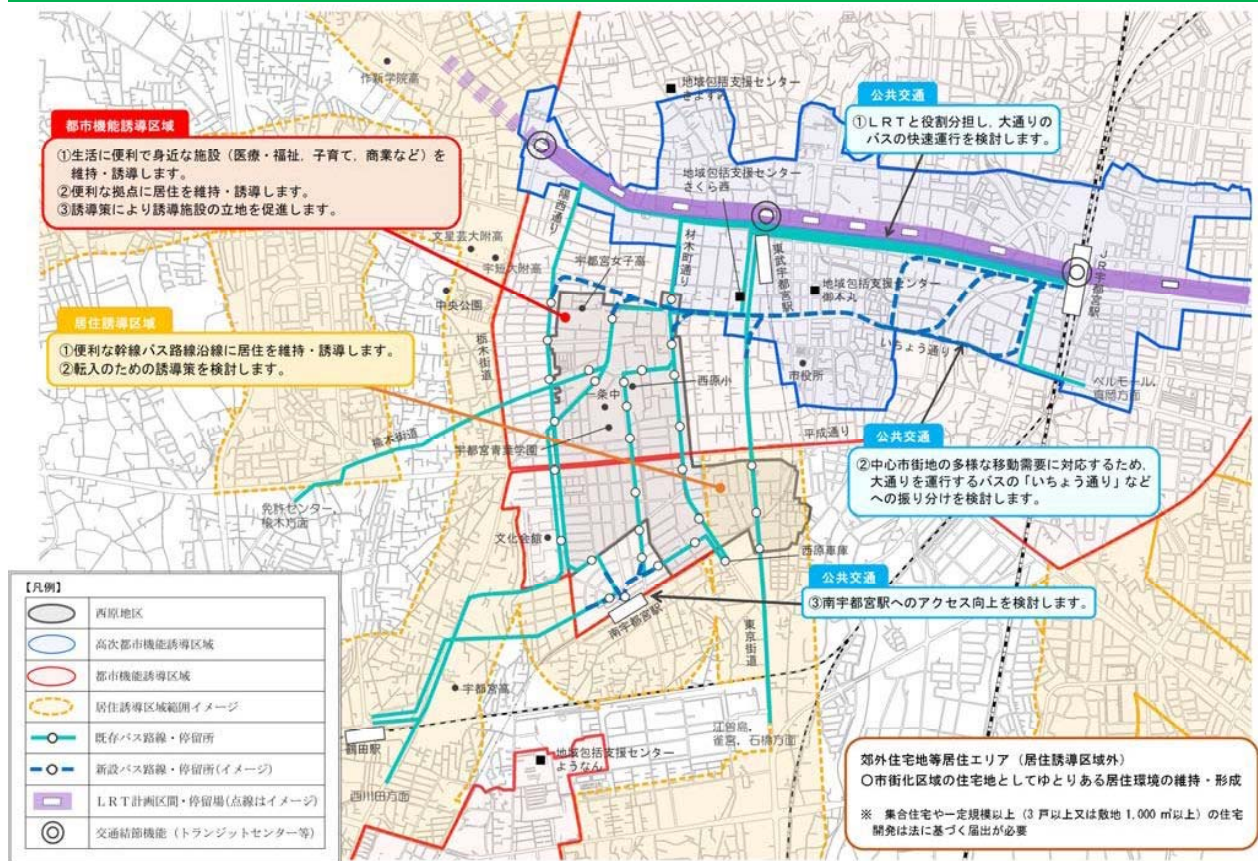 作新学院高
地域包括支援センター
きよすみ
都市機能誘導区域
①生活に便利で身近な施設（医療・福祉，子育て，商業など）を
維持・誘導します。
②便利な拠点に居住を維持・誘導します。
③誘導策により誘導施設の立地を促進します。
公共交通
①ＬＲＴと役割分担し，大通りの
バスの快速運行を検討します。
地域包括支援センター
さくら西
陽西通り
材木町通り
文星芸大附高
宇短大附高
宇都宮女子高
東武宇都宮駅
地域包括支援センター
御本丸
ＪＲ宇都宮駅
中央公園
居住誘導区域
①便利な幹線バス路線沿線に居住を維持・誘導します。
②転入のための誘導策を検討します。
栃木街道
いちょう通り
西原小
市役所
ベルモール，
真岡方面
一条中
宇都宮青葉学園
栃木街道
平成通り
公共交通
②中心市街地の多様な移動需要に対応するため，
大通りを運行するバスの「いちょう通り」など
への振り分けを検討します。
免許センター，
楡木方面
文化会館
西原車庫
公共交通
③南宇都宮駅へのアクセス向上を検討します。
南宇都宮駅
東京街道
宇都宮高
鶴田駅
地域包括支援センター
ようなん
江曽島，
雀宮，石橋方面
西川田方面
【凡例】
西原地区
高次都市機能誘導区域
都市機能誘導区域
居住誘導区域範囲イメージ
既存バス路線・停留所
新設バス路線・停留所(イメージ)
ＬＲＴ計画区間・停留場(点線はイメージ)
交通結節機能（トランジットセンター等）
郊外住宅地等居住エリア（居住誘導区域外）
○市街化区域の住宅地としてゆとりある居住環境の維持・形成
※ 集合住宅や一定規模以上（3 戸以上又は敷地 1,000 ㎡以上）の住宅
開発は法に基づく届出が必要